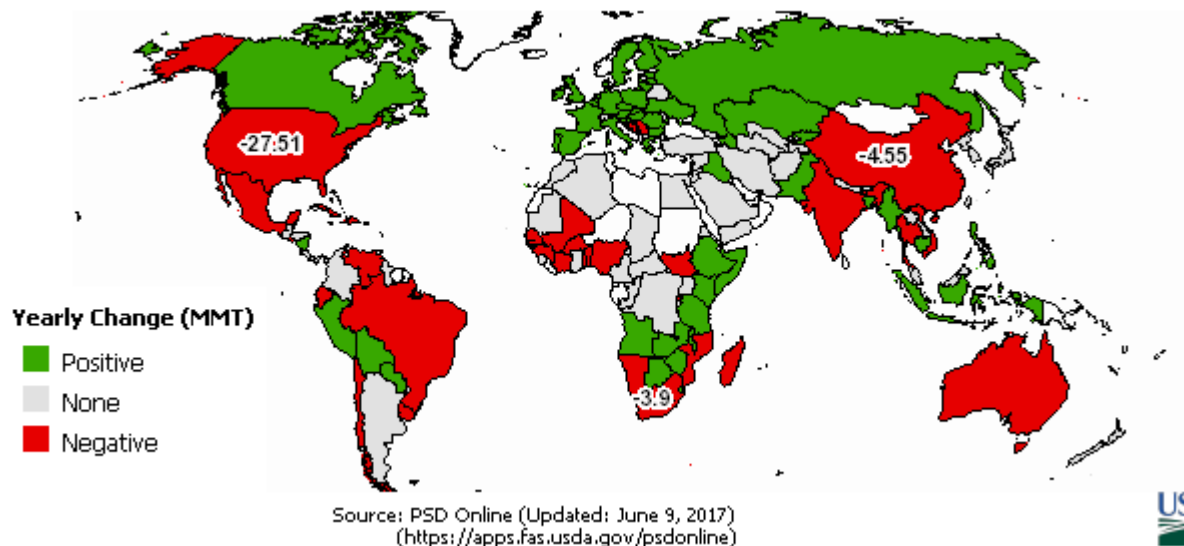 -27.51
-4.55
-3.9
Yearly Change (MMT)
Positive
None
Negative
Source: PSD Online (Updated: June 9, 2017)
(https://apps.fas.usda.gov/psdonline)
US